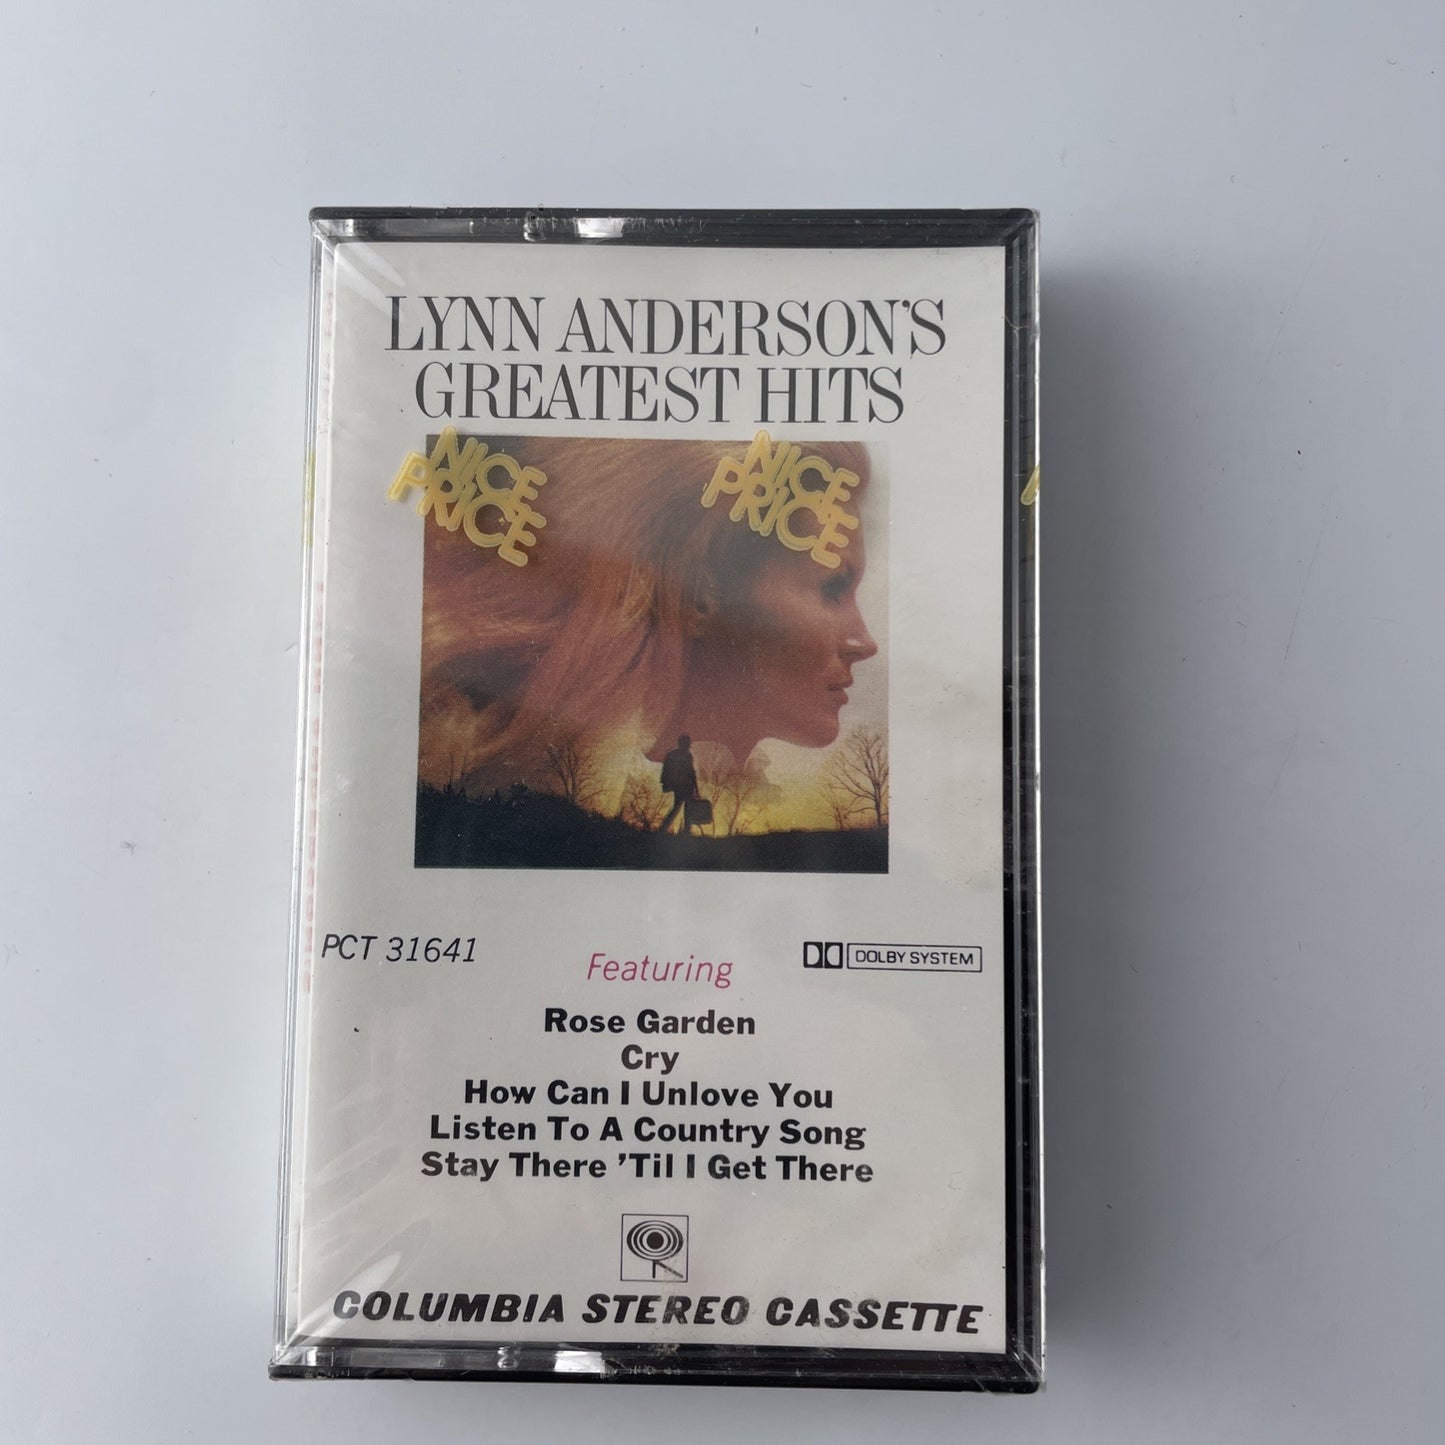 LYNN ANDERSON'S
GREATEST HITS
NICE
PRICE
NICE
PRICE
PCT 31641
Featuring
DOLBY SYSTEM
Rose Garden
Cry
How Can I Unlove You
Listen To A Country Song
Stay There 'Til I Get There
COLUMBIA STEREO CASSETTE